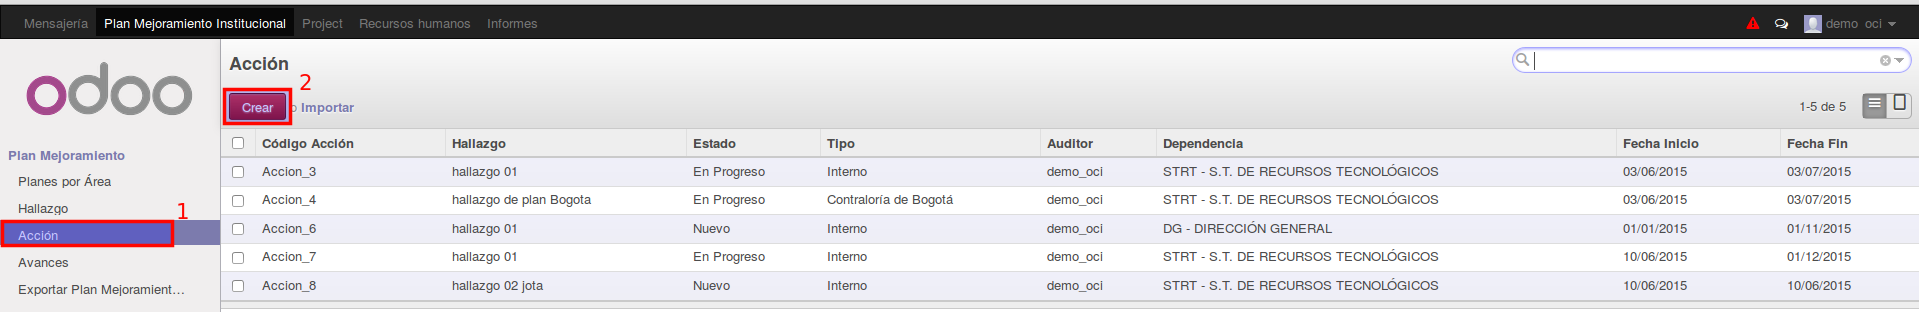 Mensajería Plan Mejoramiento Institucional Project Recursos humanos Informes demo oci
odoo
Acción
2
Crear o Importar
1-5 de 5
Plan Mejoramiento
Planes por Área
Hallazgo
1
Acción
Avances
Exportar Plan Mejoramient…
Código Acción Hallazgo Estado Tipo Auditor Dependencia Fecha Inicio Fecha Fin
Accion_3 hallazgo 01 En Progreso Interno demo_oci STRT - S.T. DE RECURSOS TECNOLÓGICOS 03/06/2015 03/07/2015
Accion_4 hallazgo de plan Bogota En Progreso Contraloría de Bogotá demo_oci STRT - S.T. DE RECURSOS TECNOLÓGICOS 03/06/2015 03/07/2015
Accion_6 hallazgo 01 Nuevo Interno demo_oci DG - DIRECCIÓN GENERAL 01/01/2015 01/11/2015
Accion_7 hallazgo 01 En Progreso Interno demo_oci STRT - S.T. DE RECURSOS TECNOLÓGICOS 10/06/2015 01/12/2015
Accion_8 hallazgo 02 jota Nuevo Interno demo_oci STRT - S.T. DE RECURSOS TECNOLÓGICOS 10/06/2015 10/06/2015